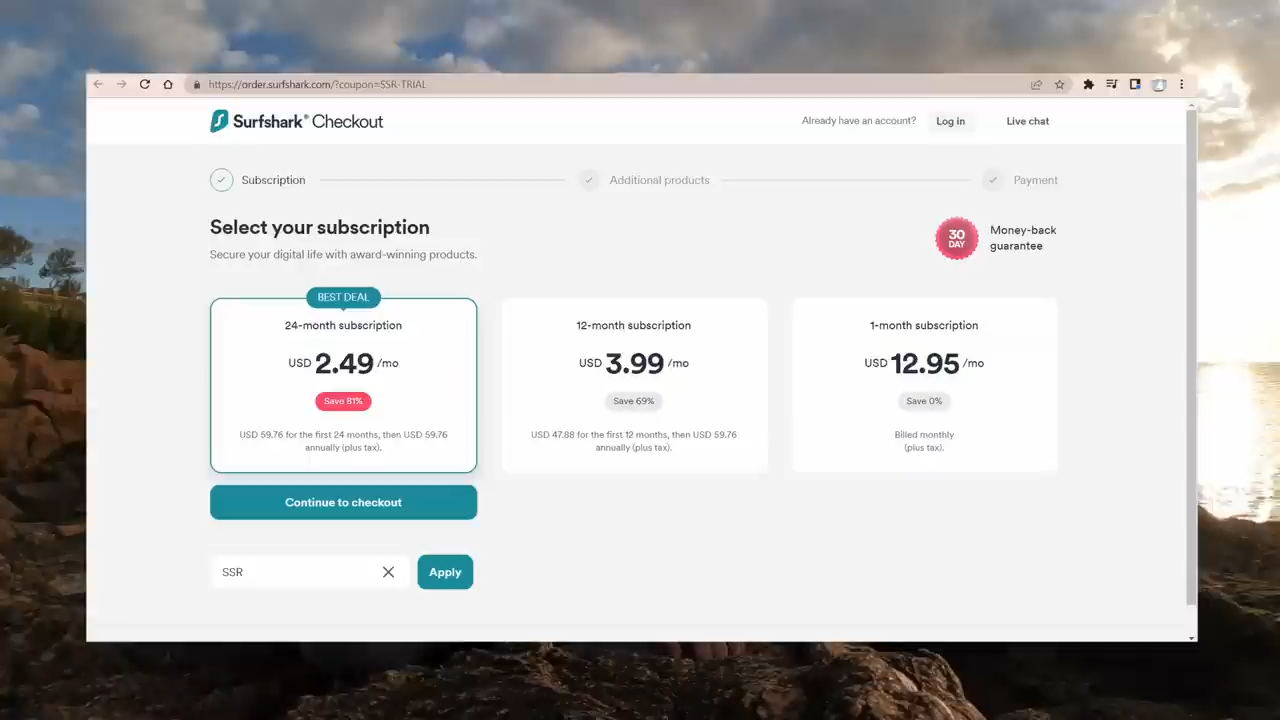 https://order.surfshark.com/?coupon=SSR-TRIAL
Surfshark® Checkout
Already have an account?
Log in
Live chat
Subscription
Additional products
Payment
Select your subscription
Secure your digital life with award-winning products.
30
DAY
Money-back
guarantee
BEST DEAL
24-month subscription
USD 2.49 /mo
Save 81%
USD 59.76 for the first 24 months, then USD 59.76
annually (plus tax).
12-month subscription
USD 3.99 /mo
Save 69%
USD 47.88 for the first 12 months, then USD 59.76
annually (plus tax).
1-month subscription
USD 12.95 /mo
Save 0%
Billed monthly
(plus tax).
Continue to checkout
SSR
Apply